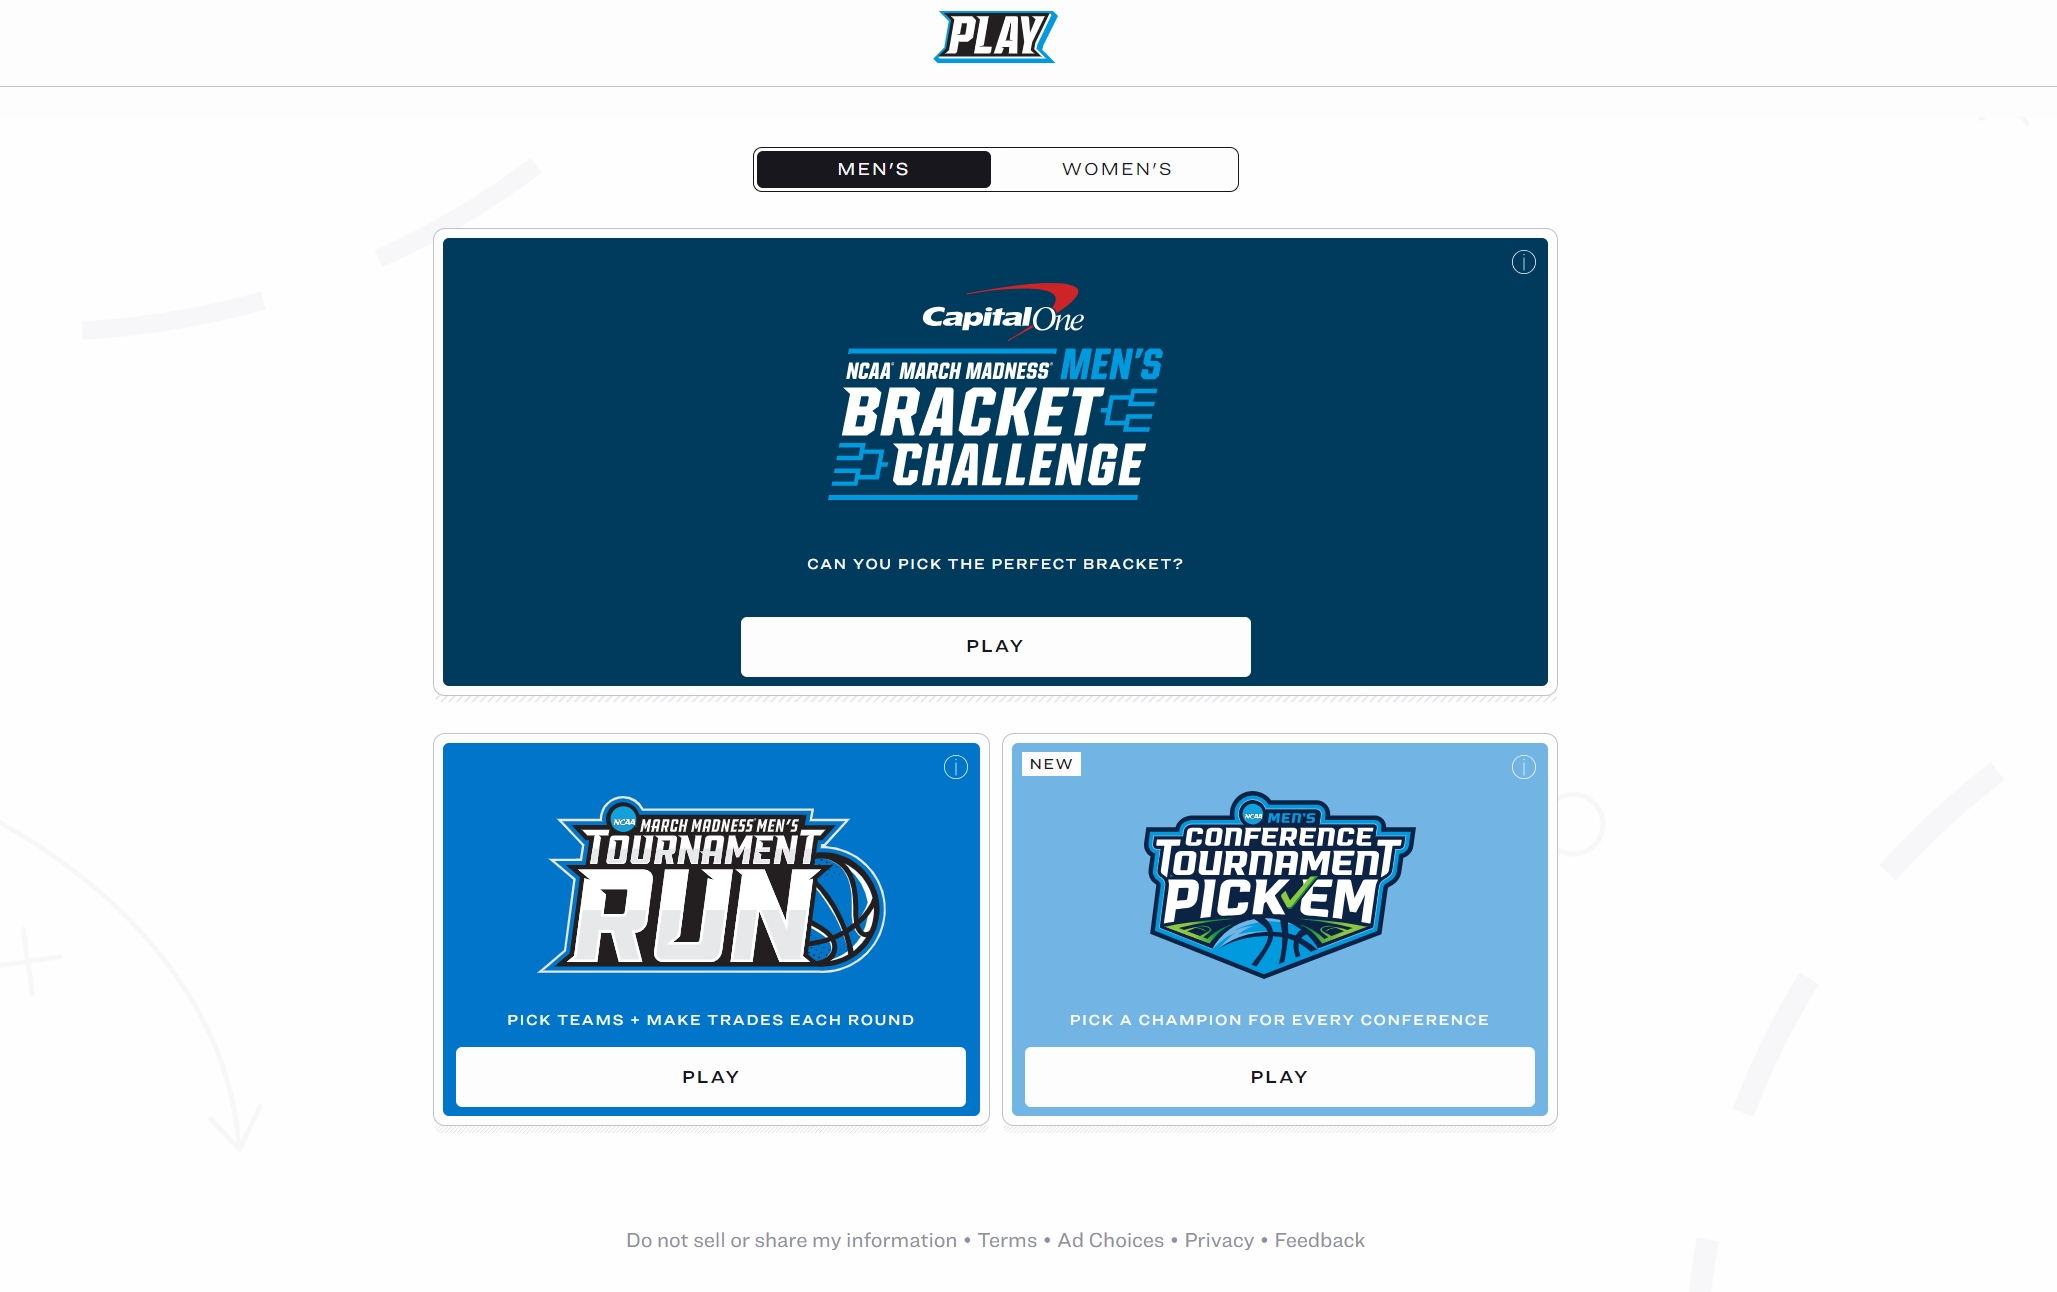 PLAY
MEN'S
WOMEN'S
CapitalOne
NCAA® MARCH MADNESS® MEN'S
BRACKET
CHALLENGE
CAN YOU PICK THE PERFECT BRACKET?
PLAY
NCAA MARCH MADNESS MEN'S
TOURNAMENT
RUN
PICK TEAMS + MAKE TRADES EACH ROUND
PLAY
NEW
NCAA MEN'S
CONFERENCE
TOURNAMENT
PICK EM
PICK A CHAMPION FOR EVERY CONFERENCE
PLAY
Do not sell or share my information • Terms • Ad Choices • Privacy • Feedback